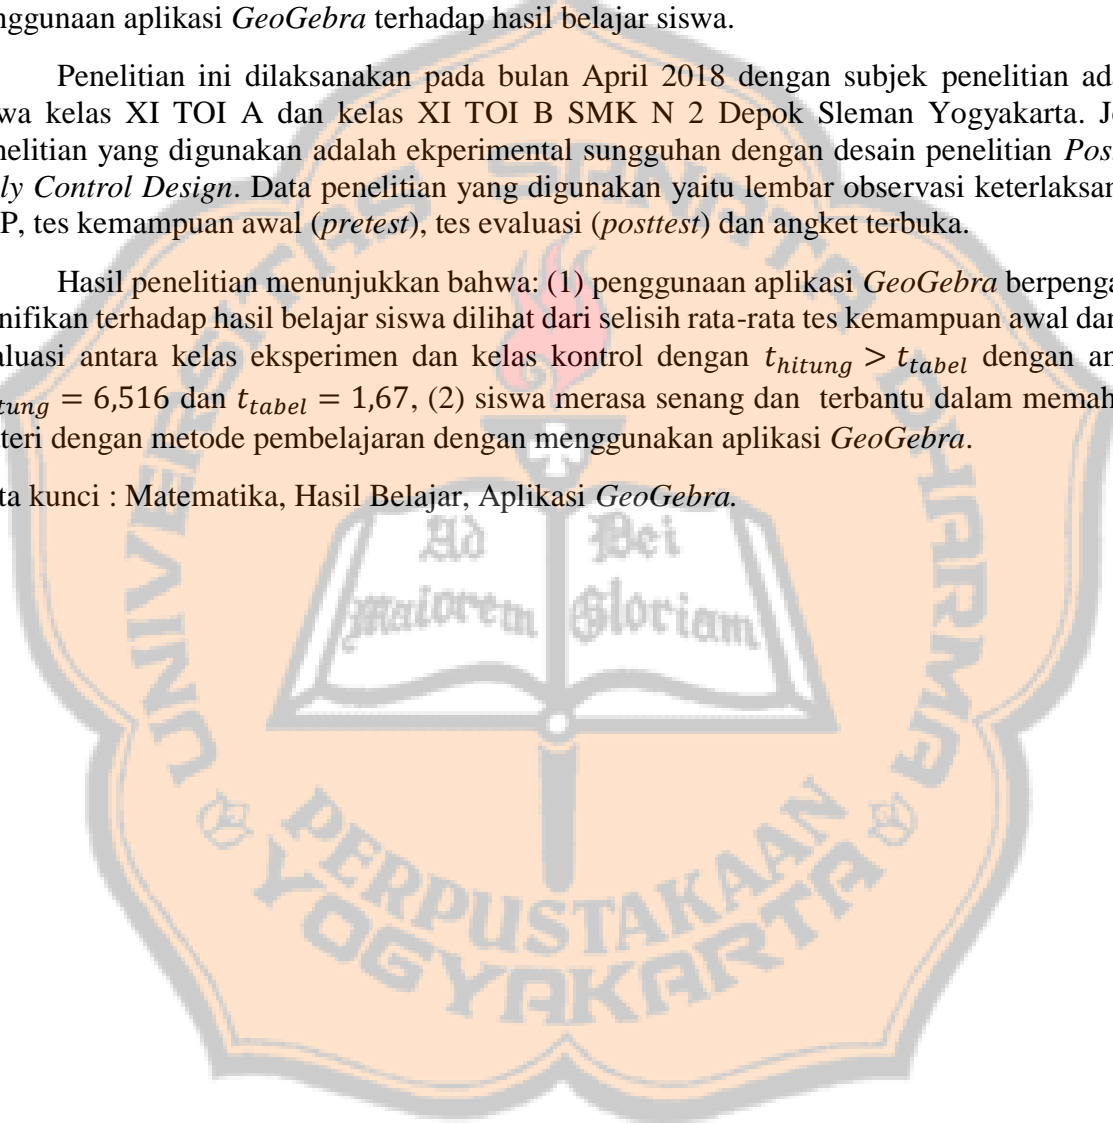 nggunaan aplikasi GeoGebra terhadap hasil belajar siswa.
Penelitian ini dilaksanakan pada bulan April 2018 dengan subjek penelitian ada
wa kelas XI TOI A dan kelas XI TOI B SMK N 2 Depok Sleman Yogyakarta. Je
nelitian yang digunakan adalah ekperimental sungguhan dengan desain penelitian Pos
ly Control Design. Data penelitian yang digunakan yaitu lembar observasi keterlaksan
P, tes kemampuan awal (pretest), tes evaluasi (posttest) dan angket terbuka.
Hasil penelitian menunjukkan bahwa: (1) penggunaan aplikasi GeoGebra berpenga
nifikan terhadap hasil belajar siswa dilihat dari selisih rata-rata tes kemampuan awal dan
aluasi antara kelas eksperimen dan kelas kontrol dengan t_hitung > t_tabel dengan an
tung = 6,516 dan t_tabel = 1,67, (2) siswa merasa senang dan terbantu dalam memah
teri dengan metode pembelajaran dengan menggunakan aplikasi GeoGebra.
ta kunci : Matematika, Hasil Belajar, Aplikasi GeoGebra.
UNIVERSITAS SANATA DHARMA
Ad Dei
maiorem Gloriam
PERPUSTAKAAN
YOGYAKARTA